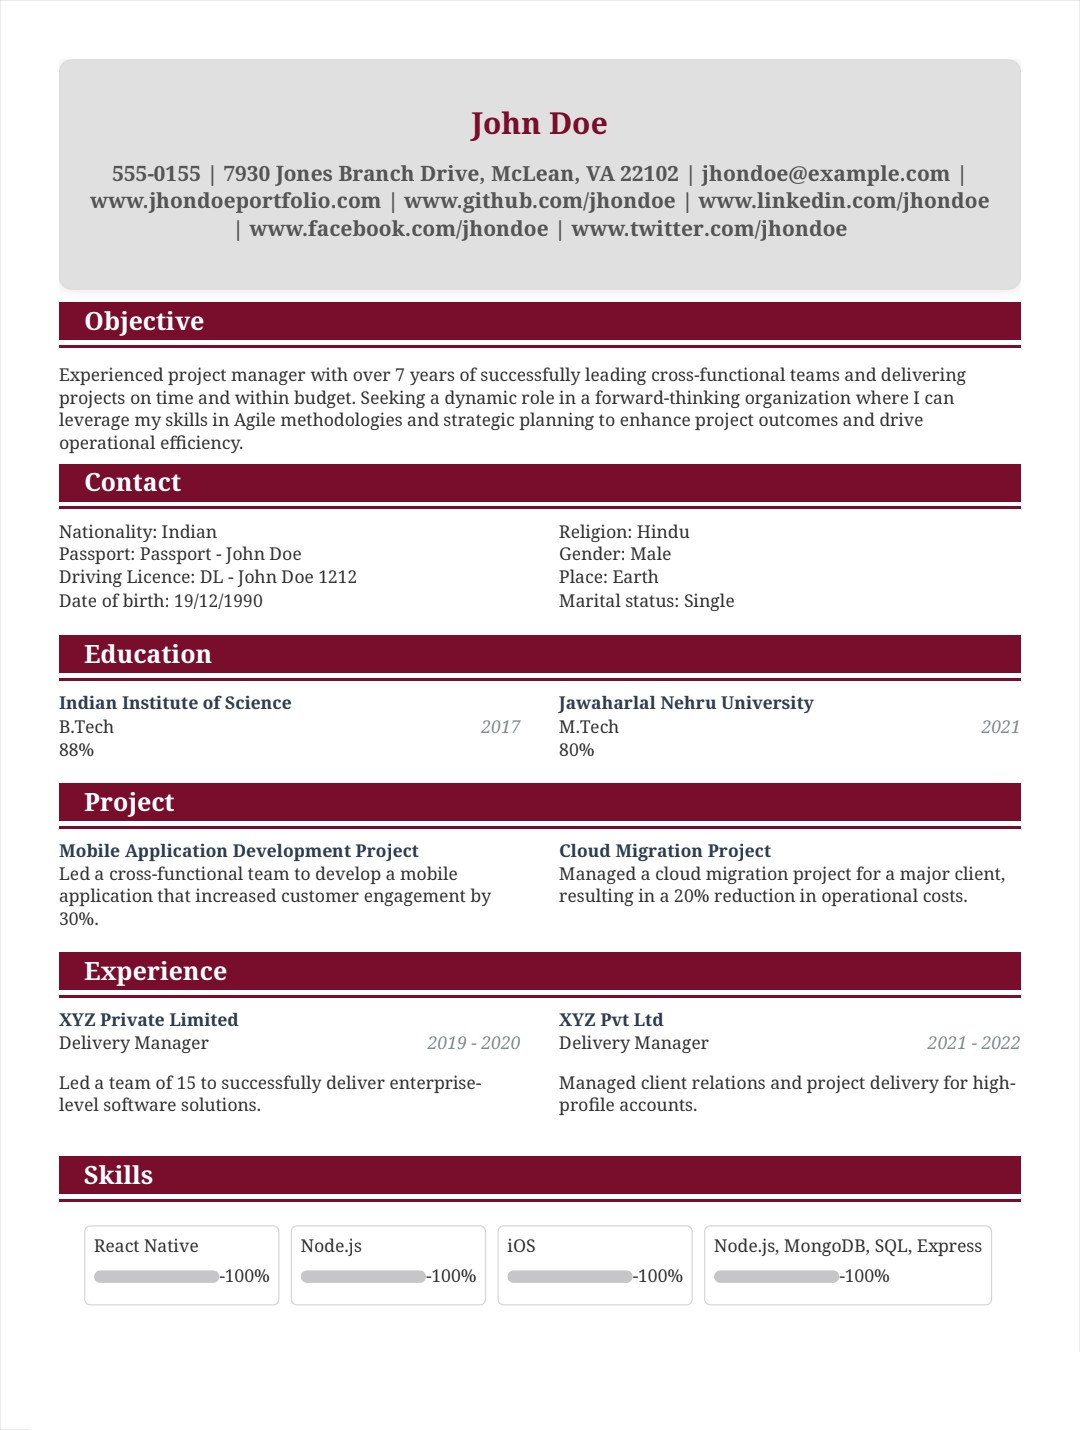 John Doe
555-0155 | 7930 Jones Branch Drive, McLean, VA 22102 | jhondoe@example.com |
www.jhondoeportfolio.com | www.github.com/jhondoe | www.linkedin.com/jhondoe
| www.facebook.com/jhondoe | www.twitter.com/jhondoe
Objective
Experienced project manager with over 7 years of successfully leading cross-functional teams and delivering
projects on time and within budget. Seeking a dynamic role in a forward-thinking organization where I can
leverage my skills in Agile methodologies and strategic planning to enhance project outcomes and drive
operational efficiency.
Contact
Nationality: Indian
Passport: Passport - John Doe
Driving Licence: DL - John Doe 1212
Date of birth: 19/12/1990
Religion: Hindu
Gender: Male
Place: Earth
Marital status: Single
Education
Indian Institute of Science
B.Tech 2017
88%
Jawaharlal Nehru University
M.Tech 2021
80%
Project
Mobile Application Development Project
Led a cross-functional team to develop a mobile
application that increased customer engagement by
30%.
Cloud Migration Project
Managed a cloud migration project for a major client,
resulting in a 20% reduction in operational costs.
Experience
XYZ Private Limited
Delivery Manager 2019 - 2020
Led a team of 15 to successfully deliver enterprise-
level software solutions.
XYZ Pvt Ltd
Delivery Manager 2021 - 2022
Managed client relations and project delivery for high-
profile accounts.
Skills
React Native
-100%
Node.js
-100%
iOS
-100%
Node.js, MongoDB, SQL, Express
-100%